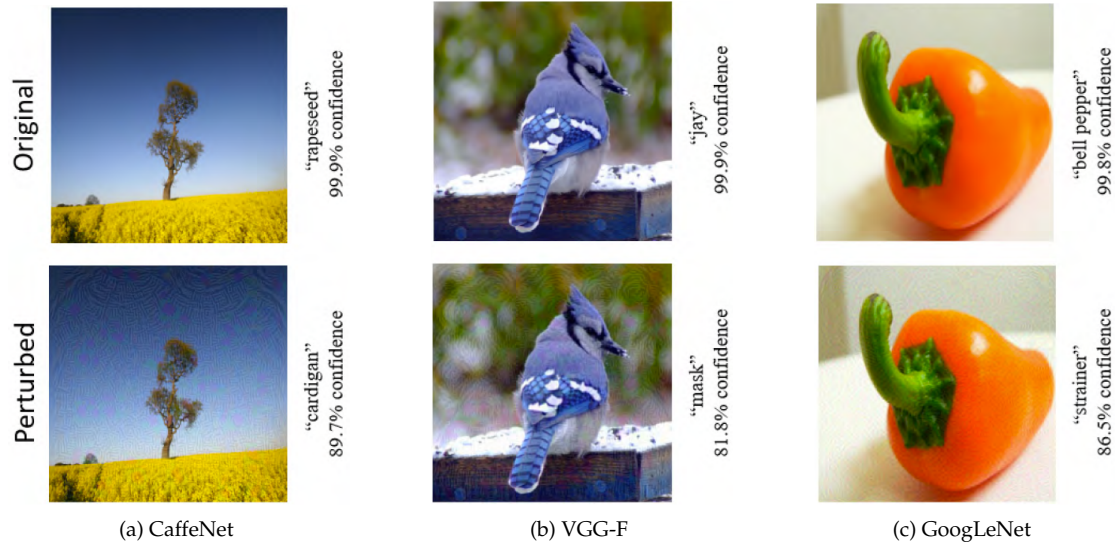 Original
“rapeseed”
99.9% confidence
“jay”
99.9% confidence
“bell pepper”
99.8% confidence
Perturbed
“cardigan”
89.7% confidence
“mask”
81.8% confidence
“strainer”
86.5% confidence
(a) CaffeNet
(b) VGG-F
(c) GoogLeNet